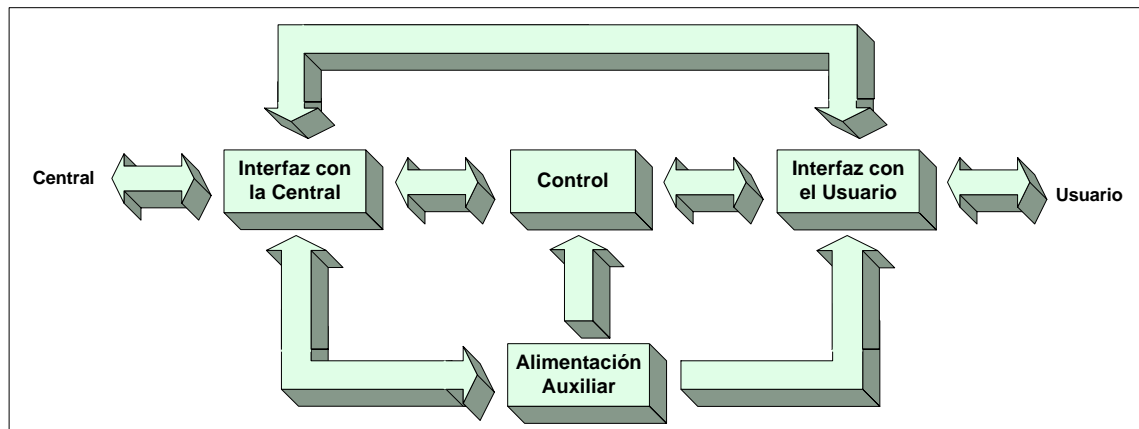 Central
Interfaz con
la Central
Control
Interfaz con
el Usuario
Usuario
Alimentación
Auxiliar